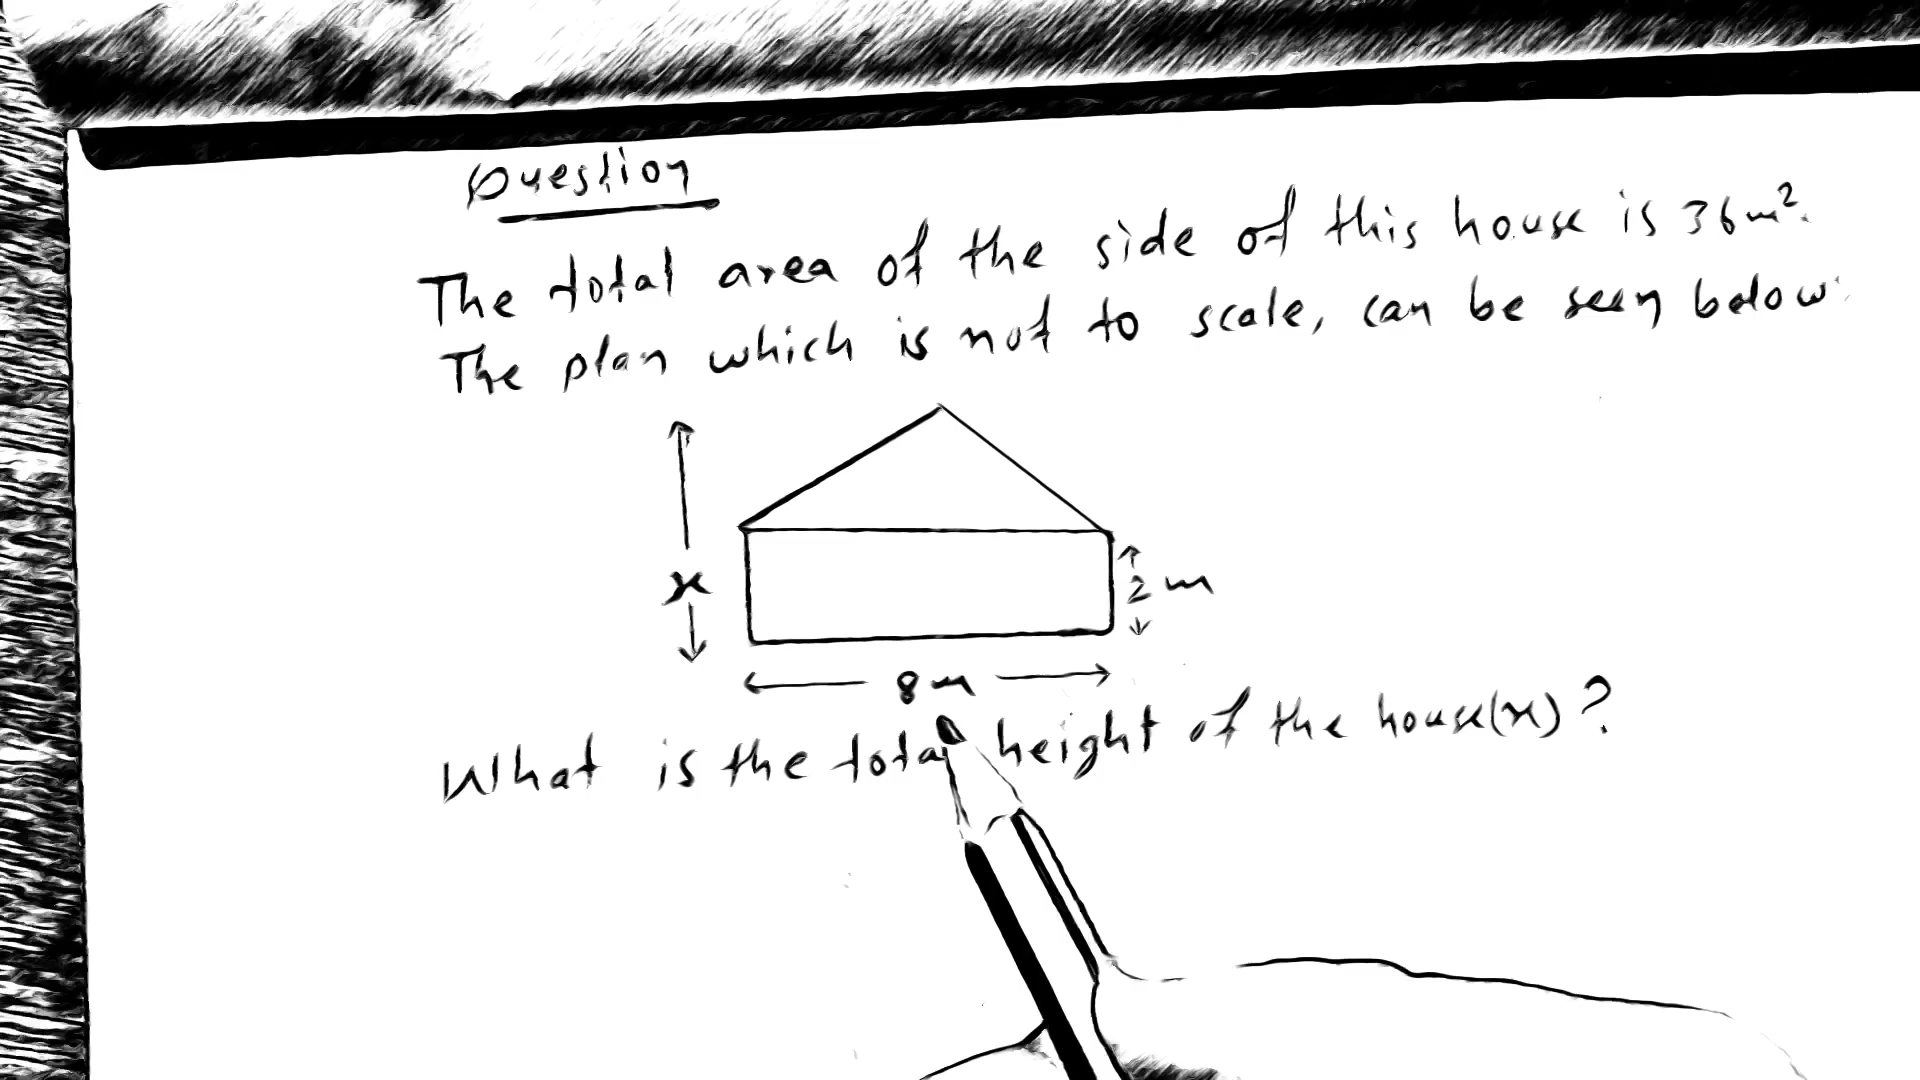 Question
The total area of the side of this house is 36m².
The plan which is not to scale, can be seen below.
x
2m
8m
What is the total height of the house(x)?